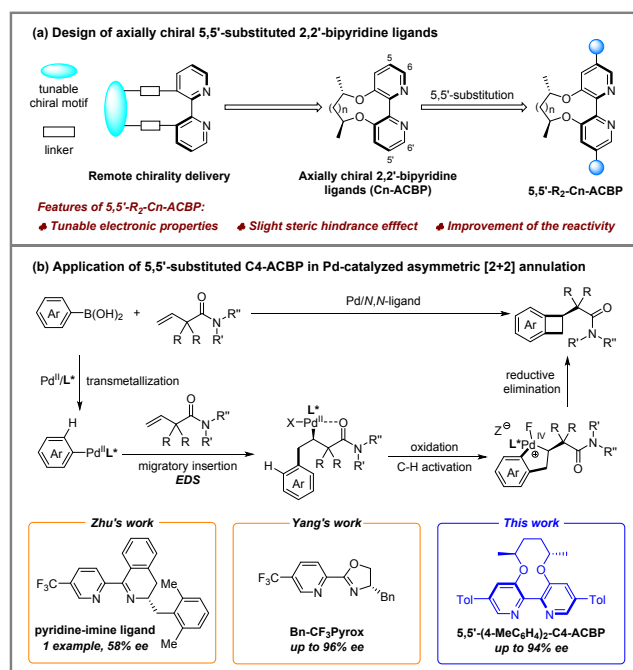 (a) Design of axially chiral 5,5'-substituted 2,2'-bipyridine ligands
tunable
chiral motif
linker
N
N
Remote chirality delivery
5
6
O
N
( )n
O
N
6'
5'
Axially chiral 2,2'-bipyridine
ligands (Cn-ACBP)
5,5'-substitution
O
N
( )n
O
N
5,5'-R2-Cn-ACBP
Features of 5,5'-R2-Cn-ACBP:
♣ Tunable electronic properties ♣ Slight steric hindrance efffect ♣ Improvement of the reactivity
(b) Application of 5,5'-substituted C4-ACBP in Pd-catalyzed asymmetric [2+2] annulation
Ar
B(OH)2
+
O
N
R''
R R R'
Pd/N,N-ligand
R R
O
Ar
R' N R''
PdII/L*
transmetallization
reductive
elimination
H
Ar
PdIIL*
O
N
R''
R R R'
migratory insertion
EDS
L*
X PdII O
N R''
R R R'
H
Ar
oxidation
C-H activation
Z⊖
F
L*Pd IV
⊕
R R R''
N R'
O
Ar
Zhu's work
F3C
N
N
Me
Me
pyridine-imine ligand
1 example, 58% ee
Yang's work
F3C
N
O
N
Bn
Bn-CF3Pyrox
up to 96% ee
This work
O O
Tol
N N
Tol
5,5'-(4-MeC6H4)2-C4-ACBP
up to 94% ee